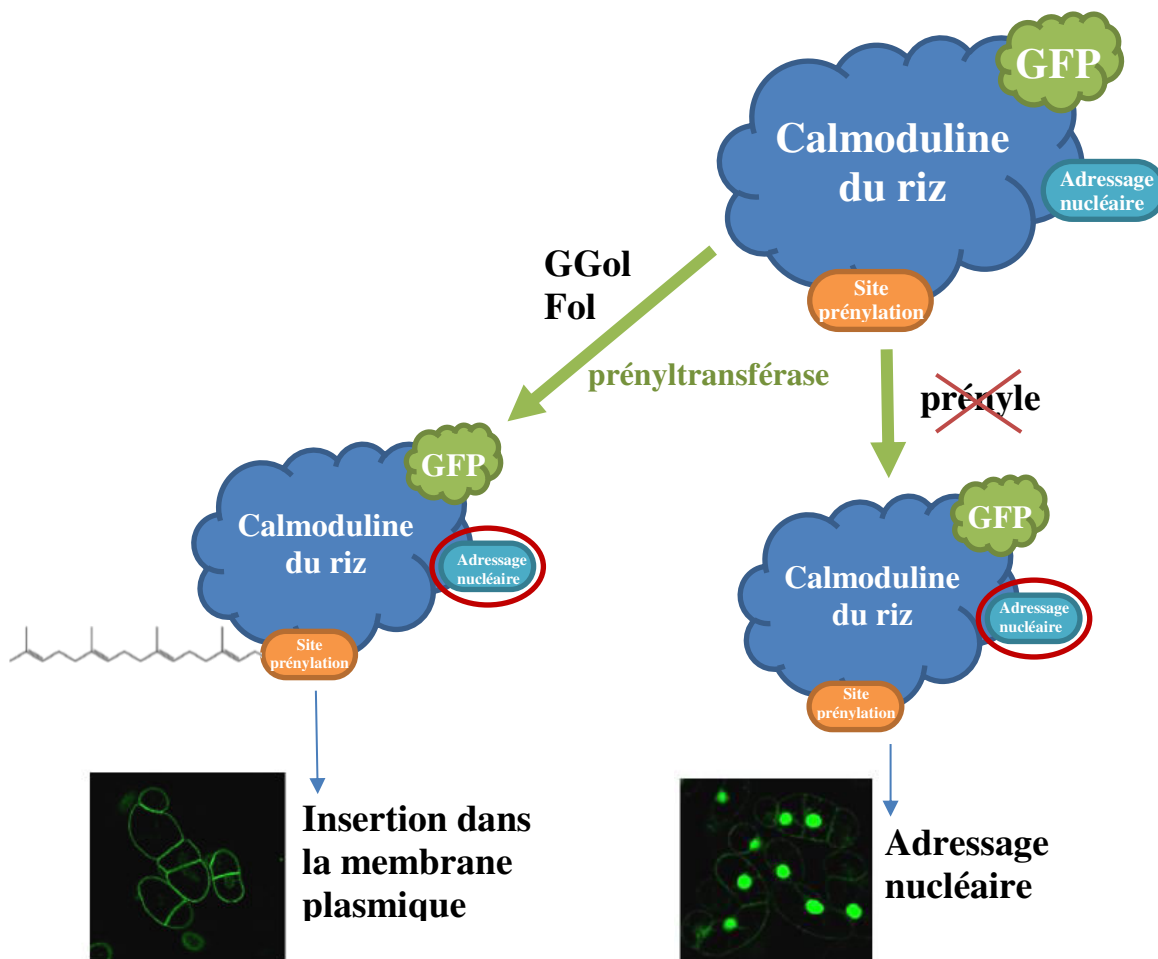 GFP
Calmoduline
du riz
Adressage
nucléaire
Site
prénylation
GGol
Fol
prényltransférase
prényle
GFP
Calmoduline
du riz
Adressage
nucléaire
Site
prénylation
GFP
Calmoduline
du riz
Adressage
nucléaire
Site
prénylation
Insertion dans
la membrane
plasmique
Adressage
nucléaire